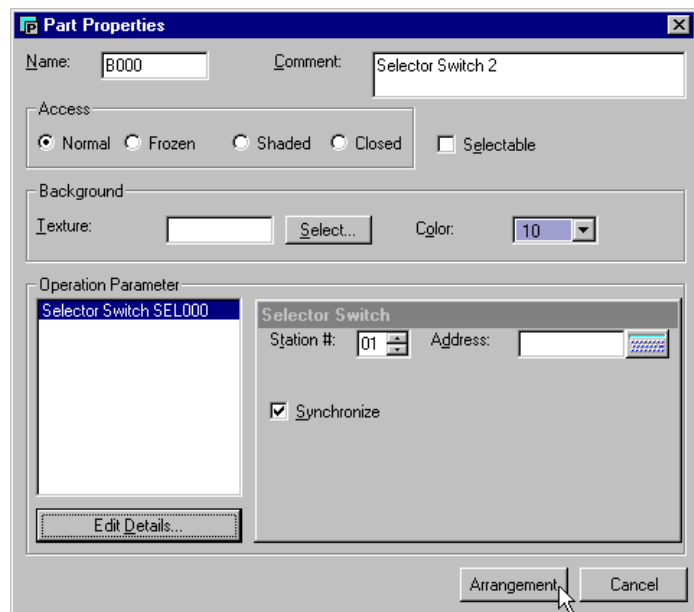 Part Properties
Name: B000 Comment: Selector Switch 2
Access
Normal Frozen Shaded Closed Selectable
Background
Texture: Select... Color: 10
Operation Parameter
Selector Switch SEL000
Selector Switch
Station #: 01 Address:
Synchronize
Edit Details...
Arrangement Cancel